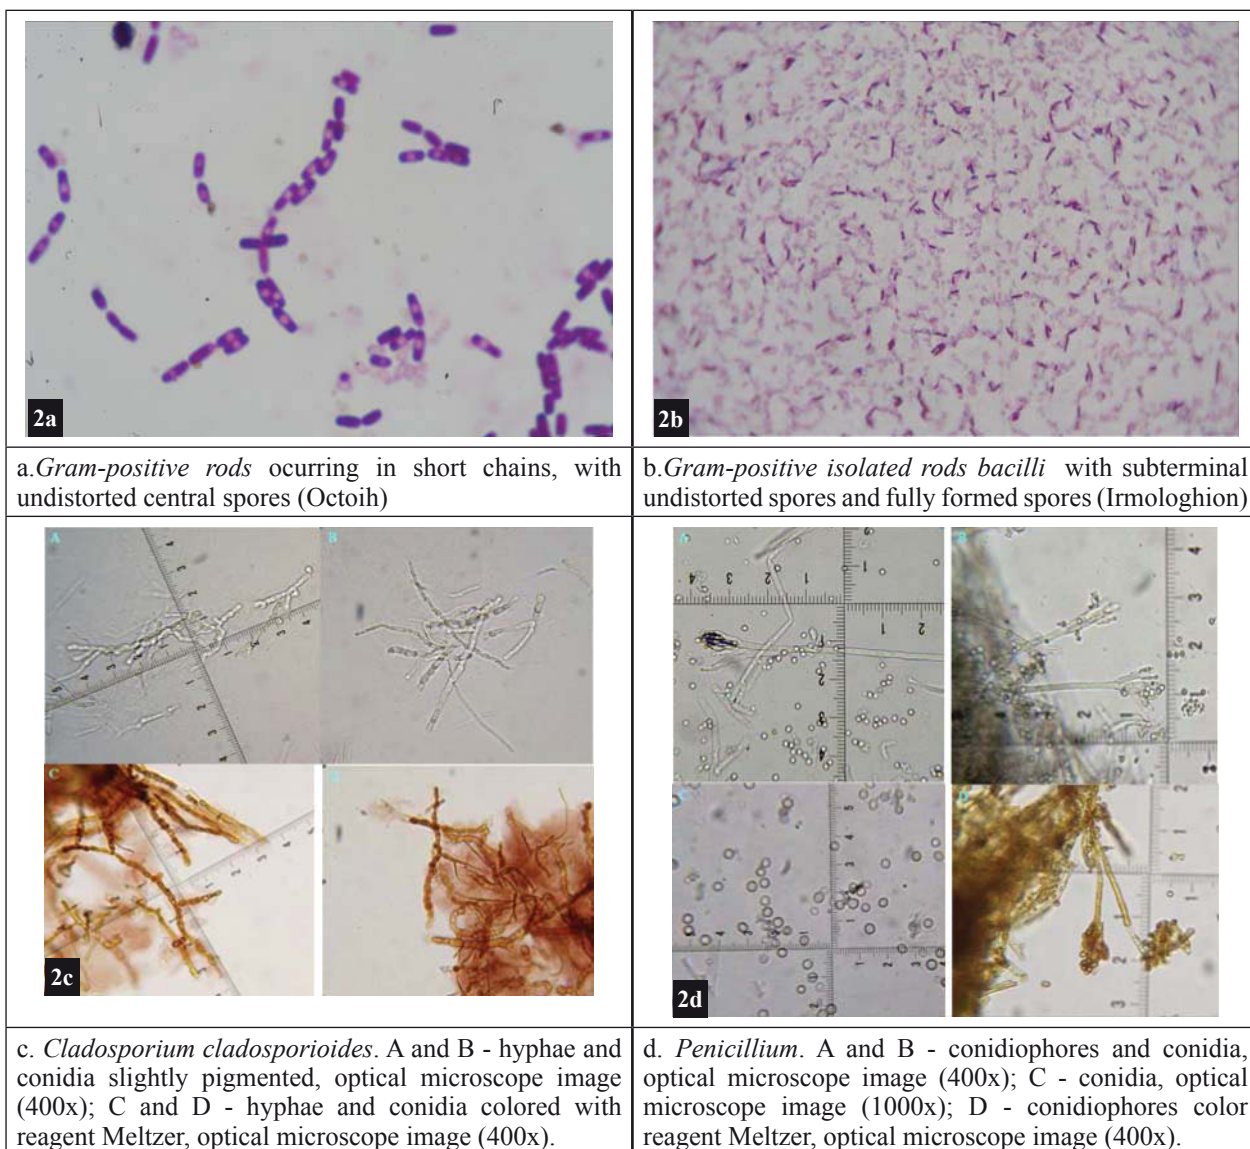 2a
2b
a.Gram-positive rods ocurring in short chains, with
undistorted central spores (Octoih)
b.Gram-positive isolated rods bacilli with subterminal
undistorted spores and fully formed spores (Irmologhion)
A
B
C
2c
2d
c. Cladosporium cladosporioides. A and B - hyphae and
conidia slightly pigmented, optical microscope image
(400x); C and D - hyphae and conidia colored with
reagent Meltzer, optical microscope image (400x).
d. Penicillium. A and B - conidiophores and conidia,
optical microscope image (400x); C - conidia, optical
microscope image (1000x); D - conidiophores color
reagent Meltzer, optical microscope image (400x).